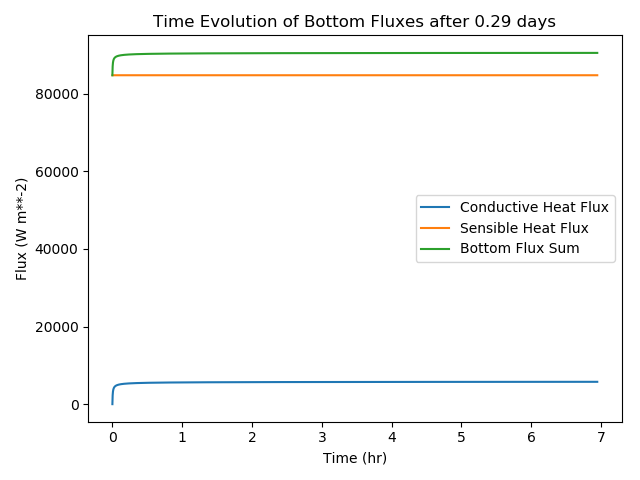 Time Evolution of Bottom Fluxes after 0.29 days
80000
60000
40000
20000
0
Flux (W m**-2)
Conductive Heat Flux
Sensible Heat Flux
Bottom Flux Sum
0 1 2 3 4 5 6 7
Time (hr)